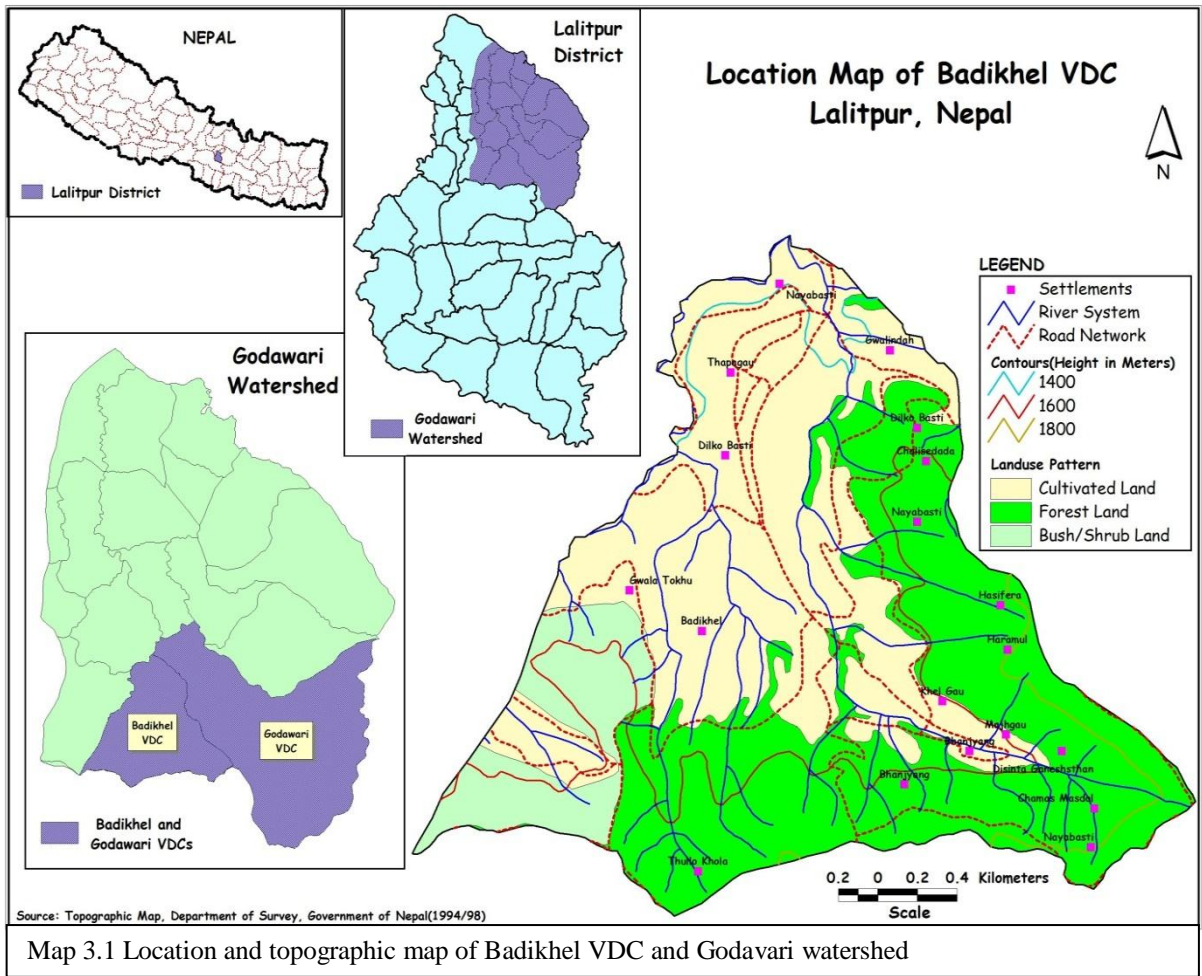 NEPAL
Lalitpur District
Lalitpur
District
Godawari
Watershed
Location Map of Badikhel VDC
Lalitpur, Nepal
N
Godawari
Watershed
Badikhel
VDC
Godawari
VDC
Badikhel and
Godawari VDCs
LEGEND
Settlements
River System
Road Network
Contours(Height in Meters)
1400
1600
1800
Landuse Pattern
Cultivated Land
Forest Land
Bush/Shrub Land
Nayabasti
Gwalindah
Thapagau
Dilko Basti
Chalisedada
Dilko Basti
Nayabasti
Gwala Tokhu
Hasifera
Badikhel
Haramul
Khel Gau
Majhgau
Bhanjyang
Disinta Ganeshsthan
Bhanjyang
Chamas Masdal
Nayabasti
Thullo Khola
0.2 0 0.2 0.4 Kilometers
Scale
Source: Topographic Map, Department of Survey, Government of Nepal(1994/98)
Map 3.1 Location and topographic map of Badikhel VDC and Godavari watershed